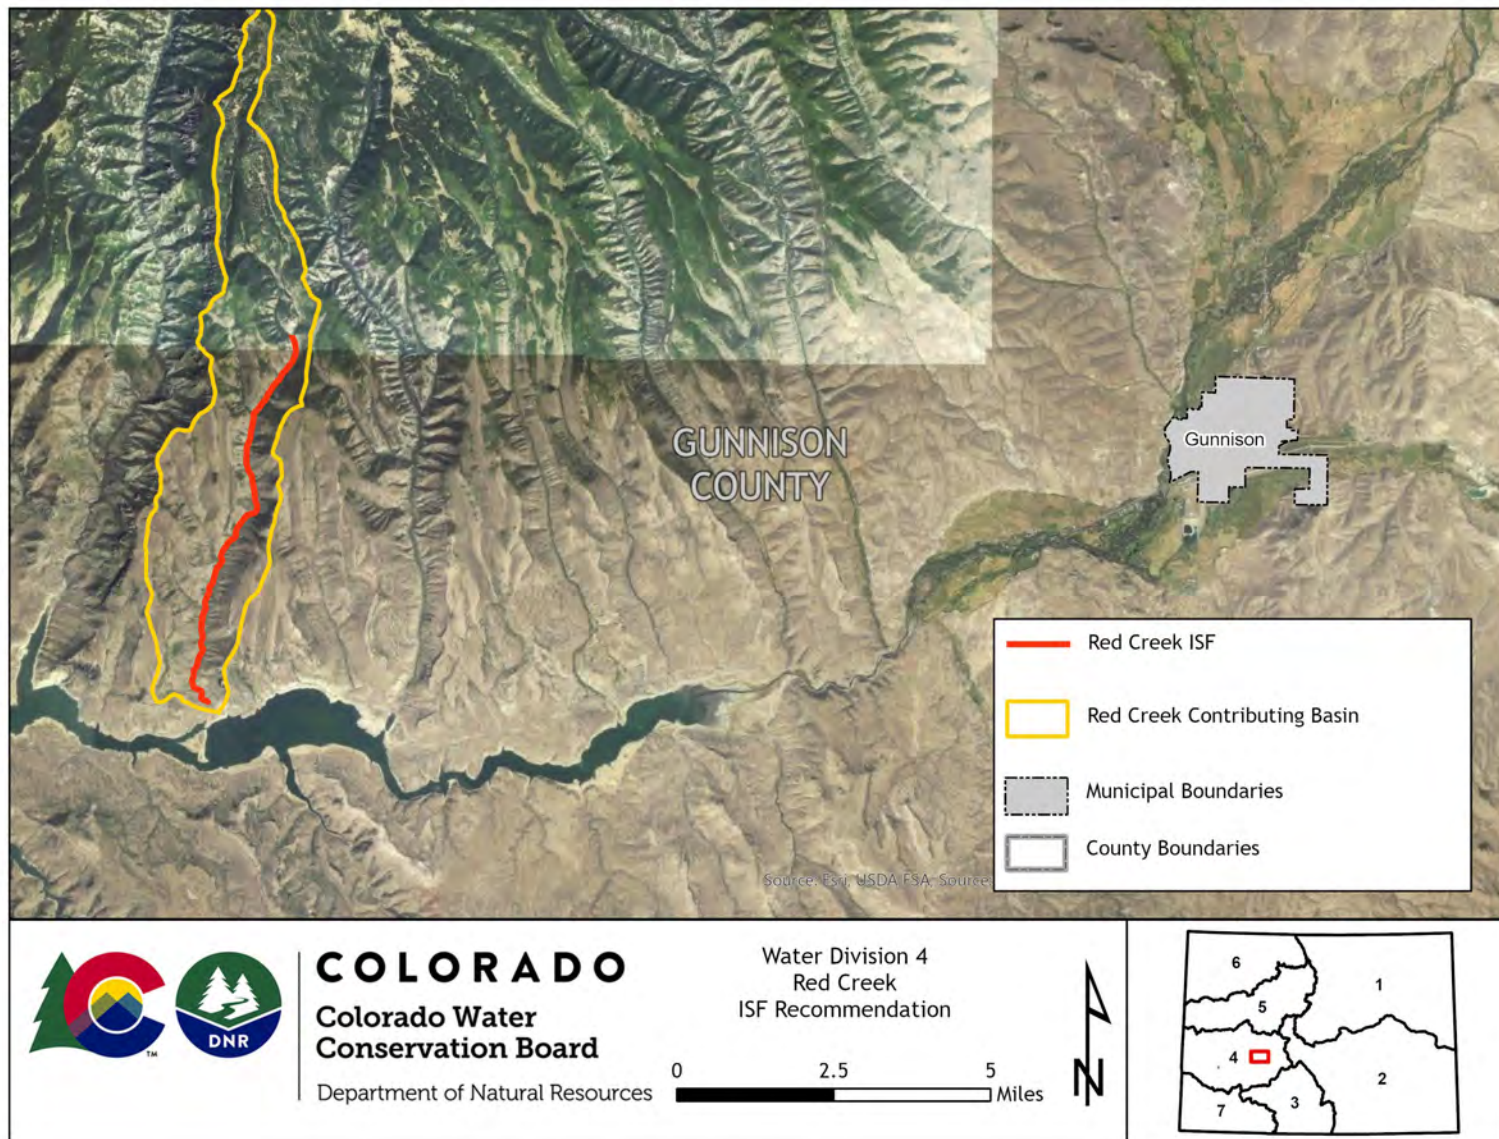 GUNNISON
COUNTY
Gunnison
Red Creek ISF
Red Creek Contributing Basin
Municipal Boundaries
County Boundaries
Source: Esri, USDA FSA, Source:
TM
DNR
COLORADO
Colorado Water
Conservation Board
Department of Natural Resources
Water Division 4
Red Creek
ISF Recommendation
0 2.5 5
Miles
N
6
1
5
4
2
3
7